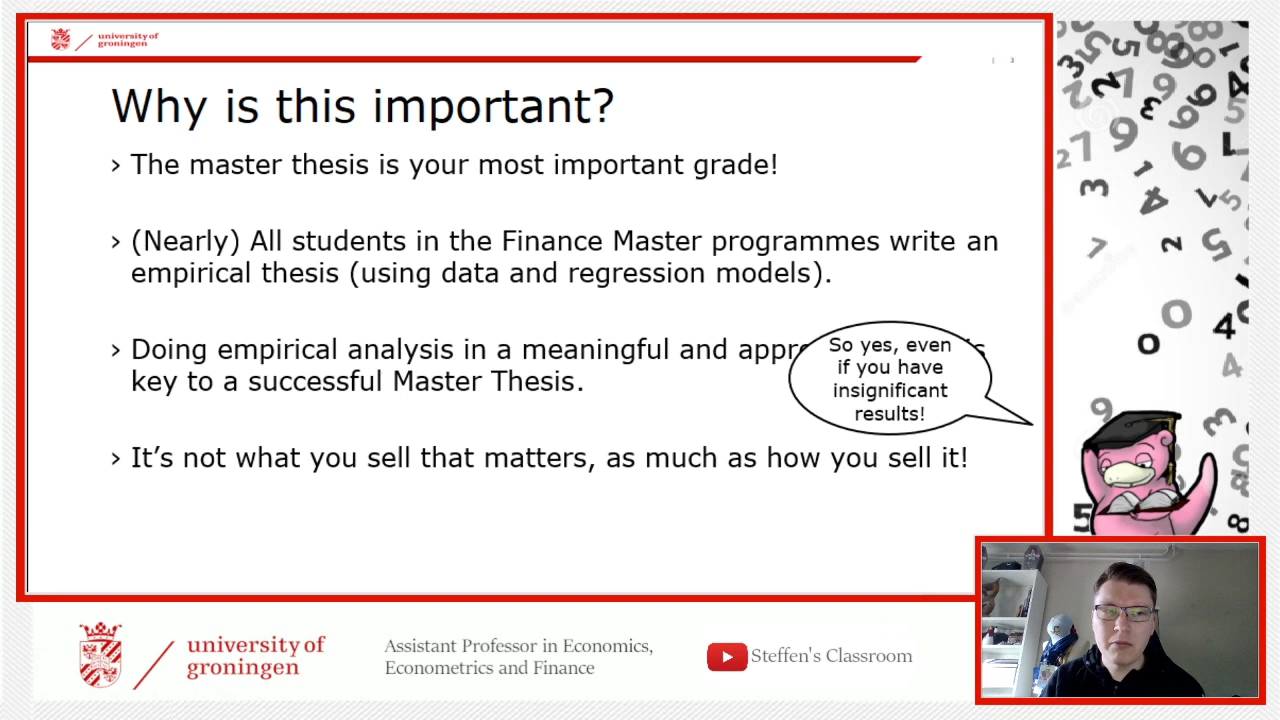 university of
groningen
Why is this important?
› The master thesis is your most important grade!
› (Nearly) All students in the Finance Master programmes write an
empirical thesis (using data and regression models).
› Doing empirical analysis in a meaningful and
key to a successful Master Thesis.
So yes, even
if you have
insignificant
results!
› It’s not what you sell that matters, as much as how you sell it!
university of
groningen
Assistant Professor in Economics,
Econometrics and Finance
Steffen's Classroom